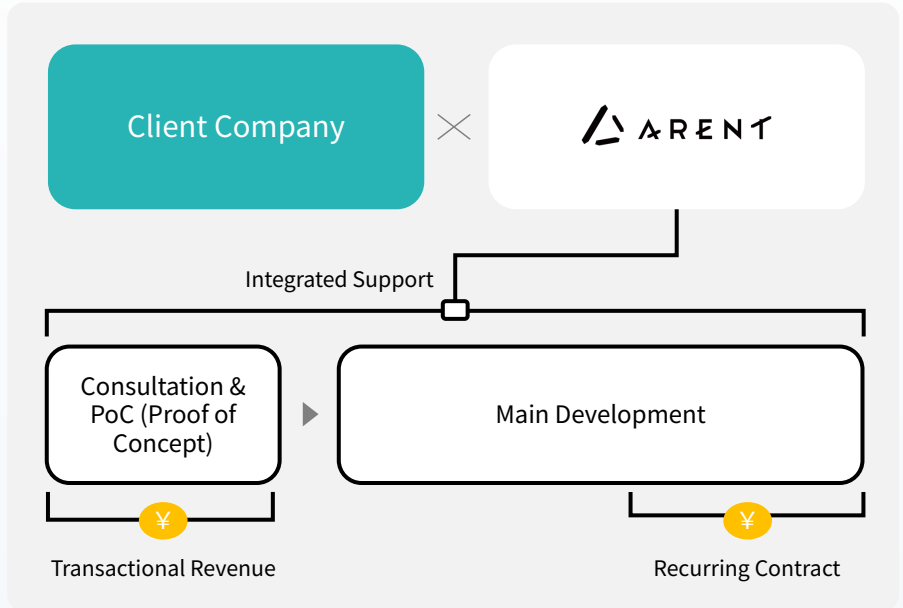 Client Company
ARENT
Integrated Support
Consultation &
PoC (Proof of
Concept)
Main Development
¥
¥
Transactional Revenue
Recurring Contract